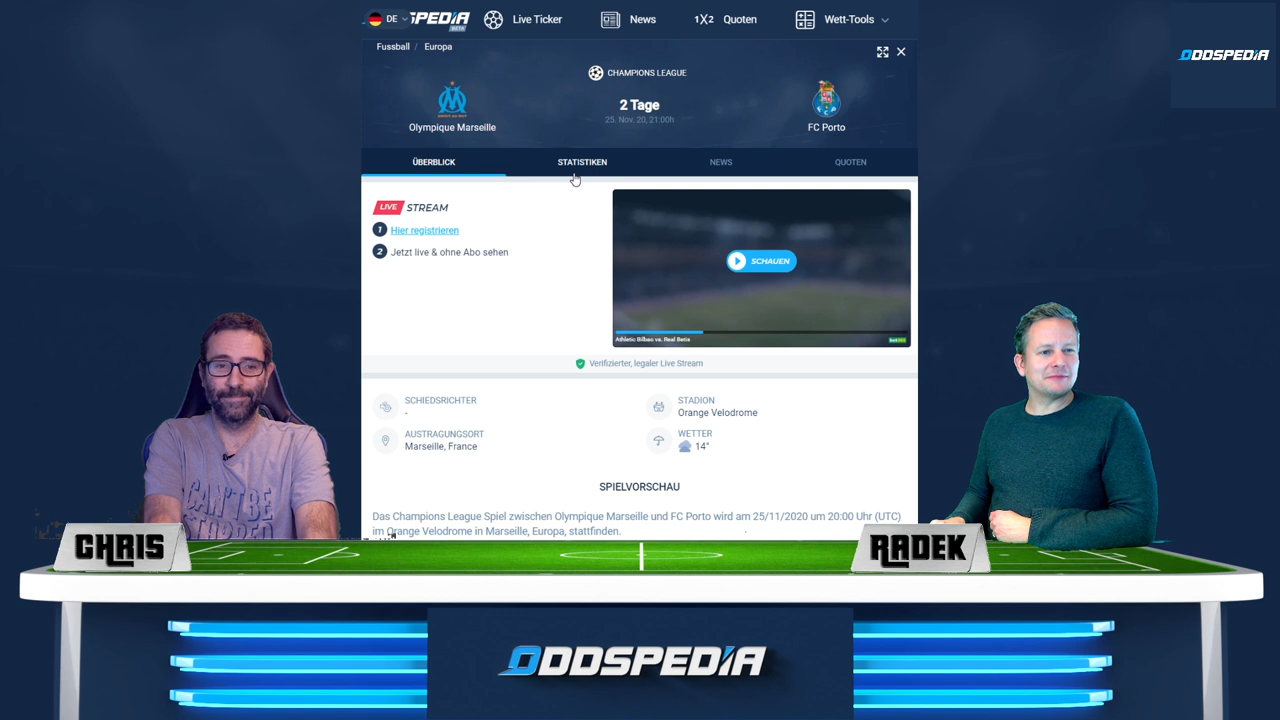 DE
BETA
Live Ticker
News
1X2 Quoten
Wett-Tools
Fussball / Europa
CHAMPIONS LEAGUE
2 Tage
25. Nov. 20, 21:00h
Olympique Marseille
FC Porto
ODDSPEDIA
ÜBERBLICK
STATISTIKEN
NEWS
QUOTEN
LIVE STREAM
1 Hier registrieren
2 Jetzt live & ohne Abo sehen
SCHAUEN
Athletic Bilbao vs. Real Betis
bet365
Verifizierter, legaler Live Stream
SCHIEDSRICHTER
-
STADION
Orange Velodrome
AUSTRAGUNGSORT
Marseille, France
WETTER
14°
SPIELVORSCHAU
Das Champions League Spiel zwischen Olympique Marseille und FC Porto wird am 25/11/2020 um 20:00 Uhr (UTC)
im Orange Velodrome in Marseille, Europa, stattfinden.
CAN'T BE
CHRIS
RADEK
ODDSPEDIA